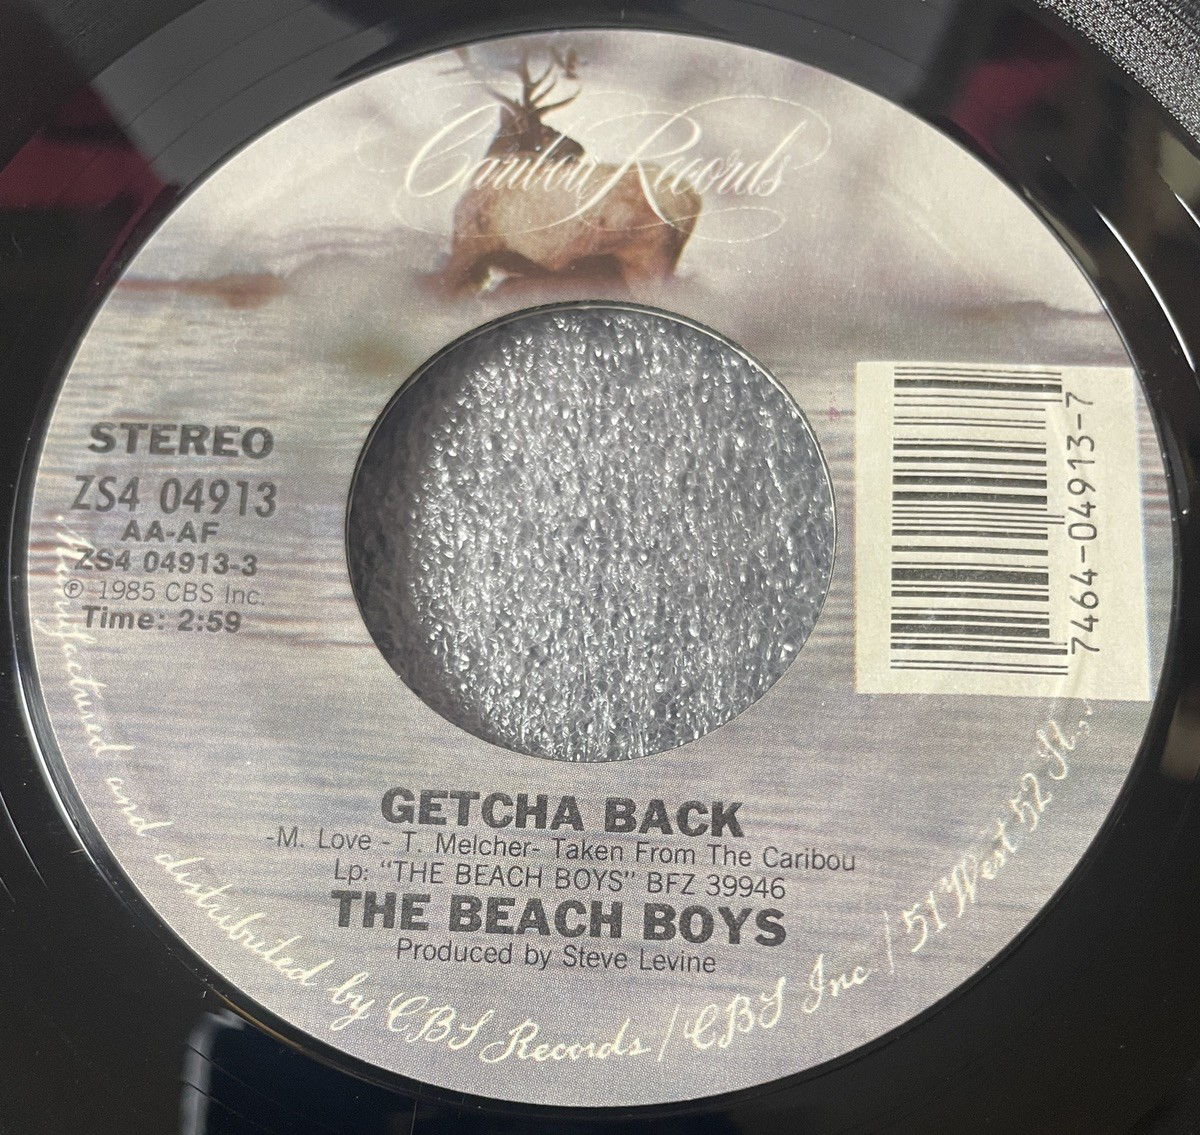 Caribou Records
STEREO
ZS4 04913
AA-AF
ZS4 04913-3
℗ 1985 CBS Inc.
Time: 2:59
7464-04913-7
GETCHA BACK
-M. Love - T. Melcher- Taken From The Caribou
Lp: "THE BEACH BOYS" BFZ 39946
THE BEACH BOYS
Produced by Steve Levine
Manufactured and distributed by CBS Records / CBS Inc / 51 West 52 St.,